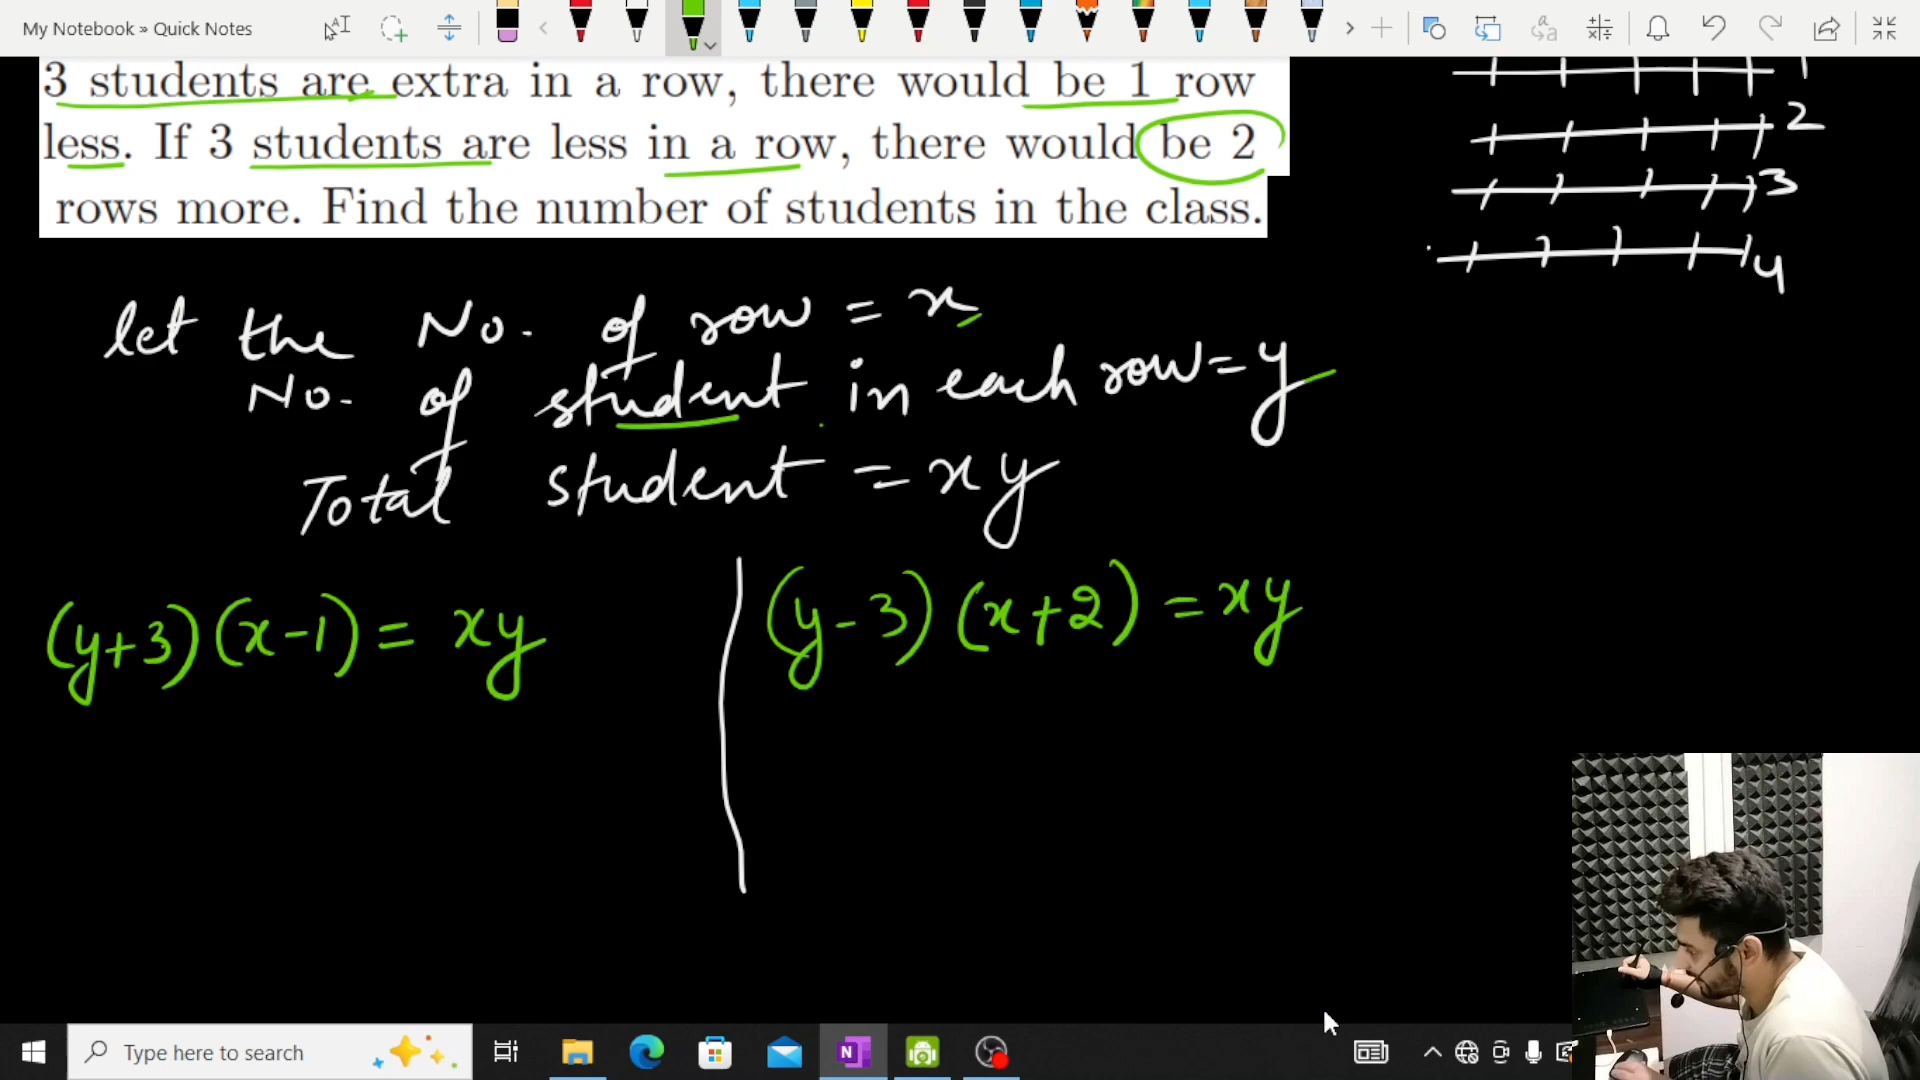 My Notebook » Quick Notes
3 students are extra in a row, there would be 1 row
less. If 3 students are less in a row, there would be 2
rows more. Find the number of students in the class.
1
2
3
4
let the No. of row = x
No. of student in each row = y
Total student = xy
(y+3)(x-1) = xy
(y-3)(x+2) = xy
Type here to search